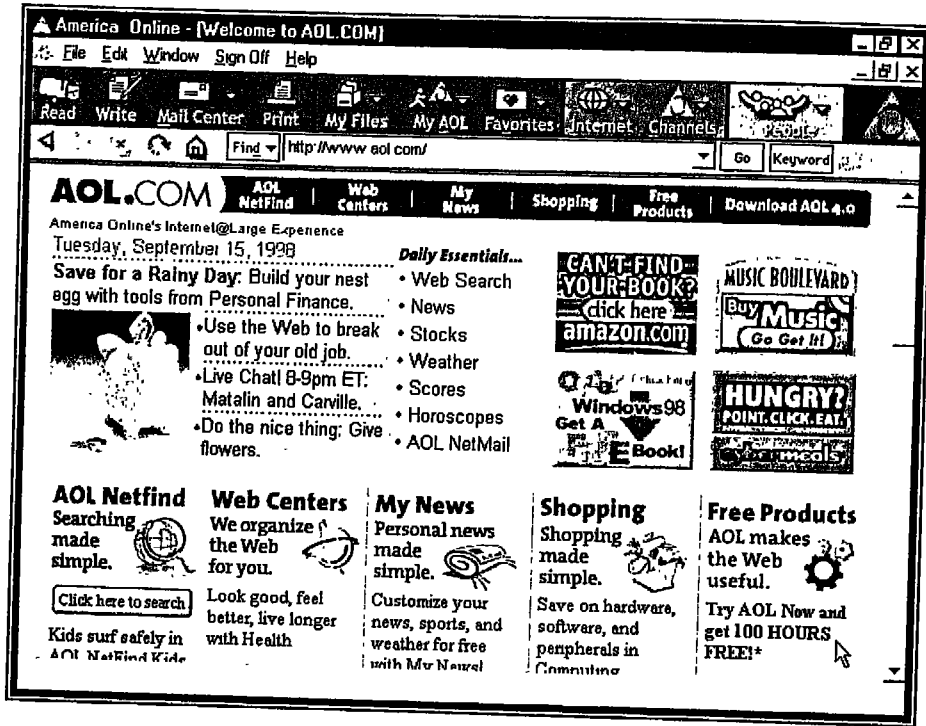 America Online - [Welcome to AOL.COM]
File Edit Window Sign Off Help
Read Write Mail Center Print My Files My AOL Favorites Internet Channels People
Find http://www aol com/ Go Keyword
AOL.COM
AOL NetFind | Web Centers | My News | Shopping | Free Products | Download AOL 4.0
America Online's Internet@Large Experience
Tuesday, September 15, 1998
Save for a Rainy Day: Build your nest
egg with tools from Personal Finance.
•Use the Web to break
out of your old job.
•Live Chat! 8-9pm ET:
Matalin and Carville.
•Do the nice thing: Give
flowers.
Daily Essentials...
• Web Search
• News
• Stocks
• Weather
• Scores
• Horoscopes
• AOL NetMail
CAN'T FIND
YOUR BOOK?
click here
amazon.com
MUSIC BOULEVARD
Buy Music
Go Get It!
Windows98
Get A
E Book!
HUNGRY?
POINT.CLICK.EAT.
cybermeals
AOL Netfind
Searching
made
simple.
Click here to search
Kids surf safely in
AOL NetFind Kids
Web Centers
We organize
the Web
for you.
Look good, feel
better, live longer
with Health
My News
Personal news
made
simple.
Customize your
news, sports, and
weather for free
with My News!
Shopping
Shopping
made
simple.
Save on hardware,
software, and
peripherals in
Computing
Free Products
AOL makes
the Web
useful.
Try AOL Now and
get 100 HOURS
FREE!*